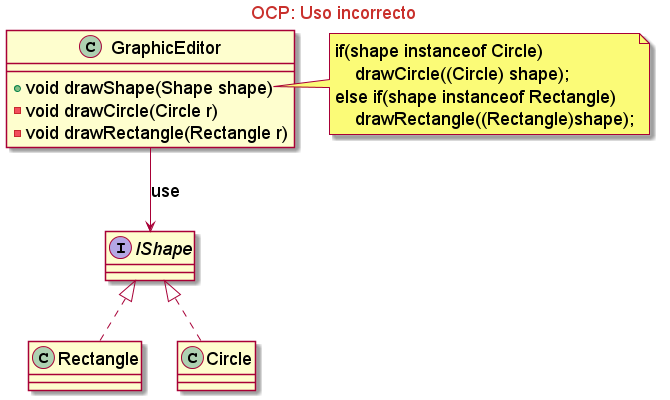 OCP: Uso incorrecto
C GraphicEditor
void drawShape(Shape shape)
void drawCircle(Circle r)
void drawRectangle(Rectangle r)
if(shape instanceof Circle)
drawCircle((Circle) shape);
else if(shape instanceof Rectangle)
drawRectangle((Rectangle)shape);
use
I IShape
C Rectangle
C Circle